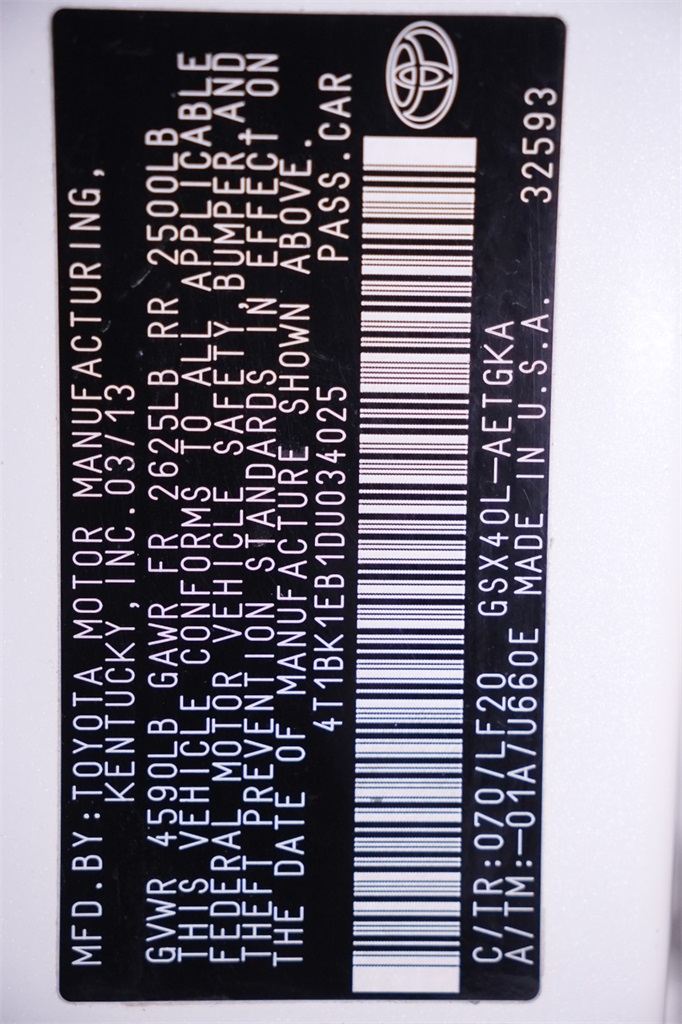 MFD.BY:TOYOTA MOTOR MANUFACTURING,
KENTUCKY,INC.03/13
GVWR 4590LB GAWR FR 2625LB RR 2500LB
THIS VEHICLE CONFORMS TO ALL APPLICABLE
FEDERAL MOTOR VEHICLE SAFETY,BUMPER,AND
THEFT PREVENTION STANDARDS IN EFFECT ON
THE DATE OF MANUFACTURE SHOWN ABOVE.
4T1BK1EB1DU034025 PASS.CAR
C/TR:070/LF20 GSX40L-AETGKA 32593
A/TM:-01A/U660E MADE IN U.S.A.